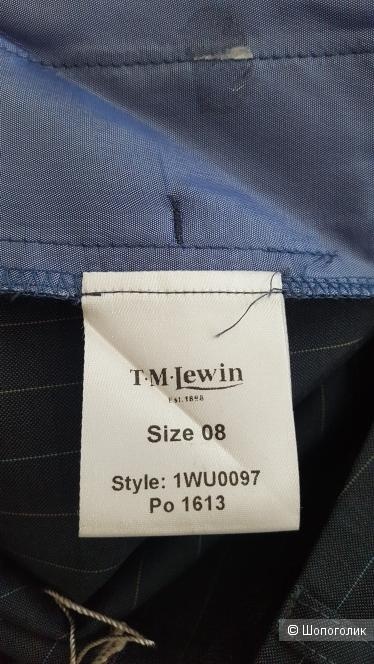 T·M·Lewin
Est.1898
Size 08
Style: 1WU0097
Po 1613
© Шопоголик